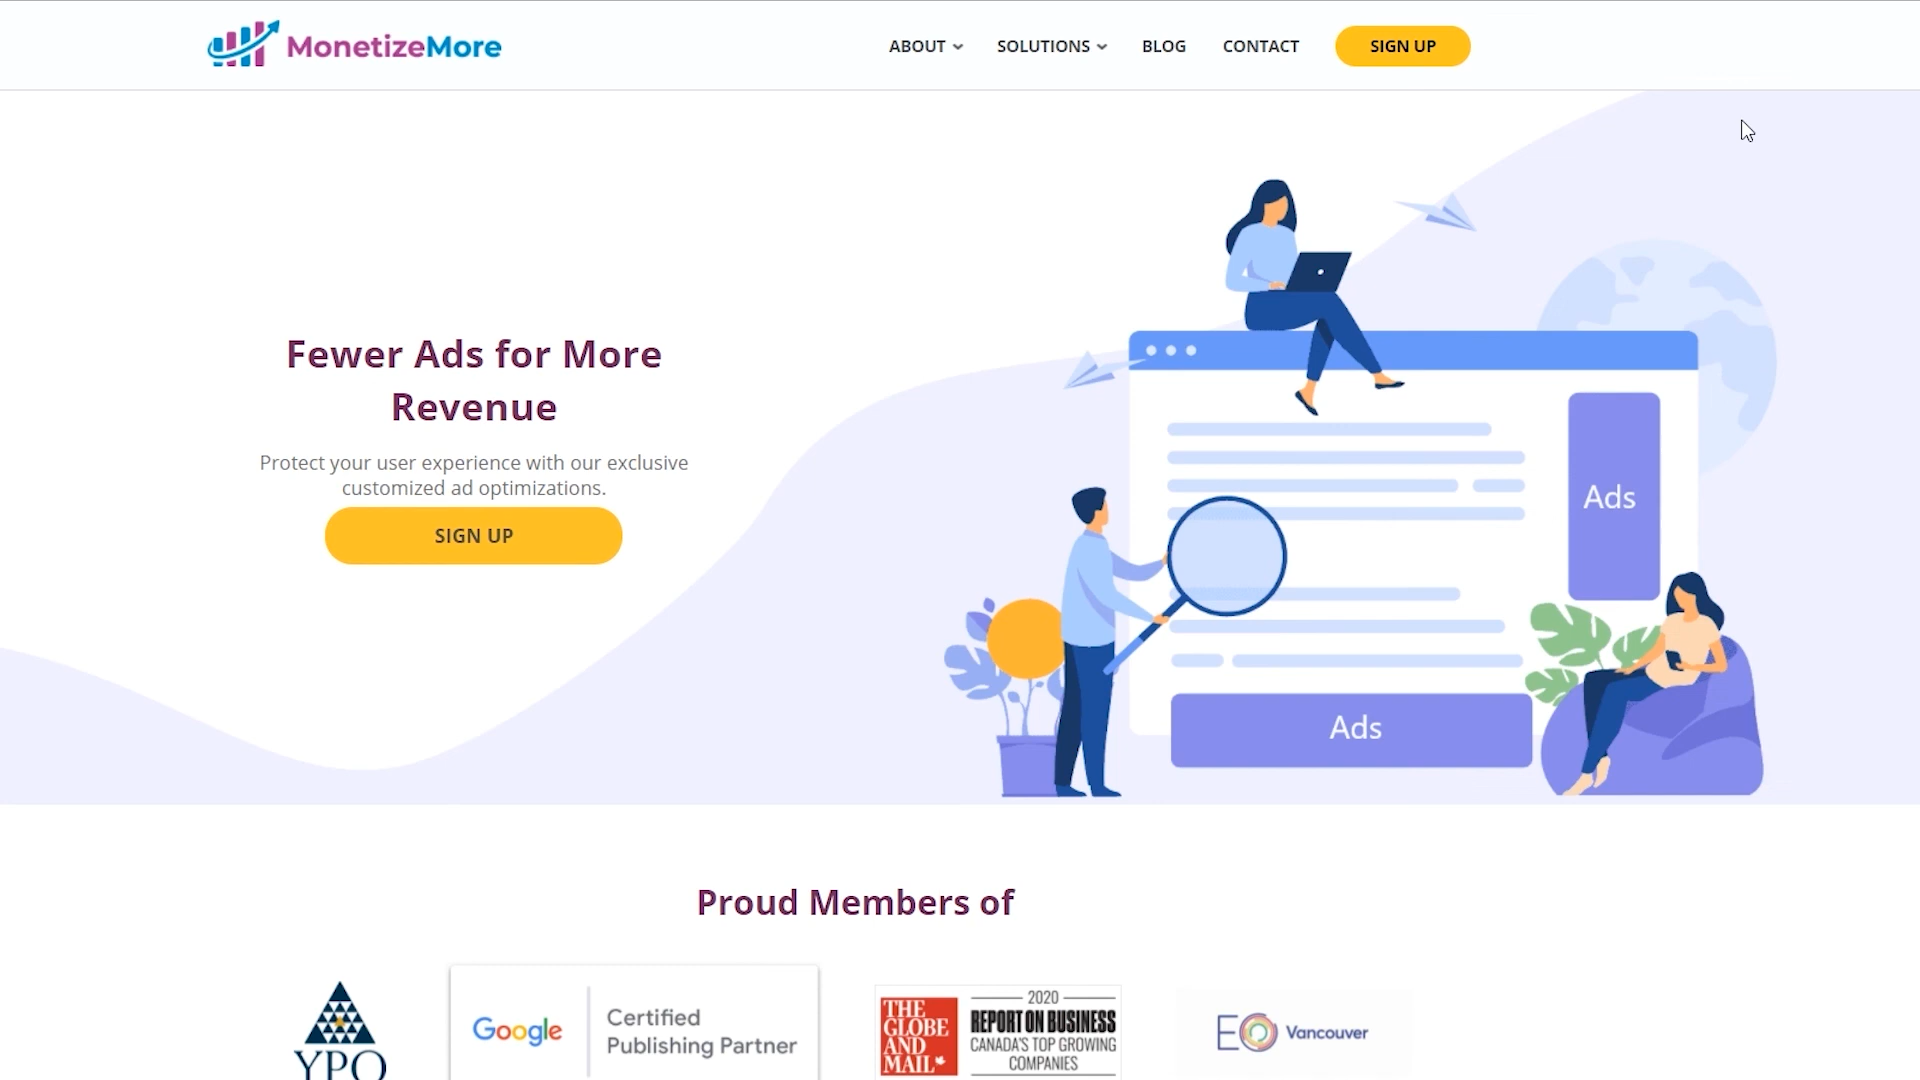 MonetizeMore
ABOUT
SOLUTIONS
BLOG
CONTACT
SIGN UP
Fewer Ads for More
Revenue
Protect your user experience with our exclusive
customized ad optimizations.
SIGN UP
Ads
Ads
Proud Members of
YPO
Google
Certified
Publishing Partner
THE
GLOBE
AND
MAIL
2020
REPORT ON BUSINESS
CANADA'S TOP GROWING
COMPANIES
EO Vancouver